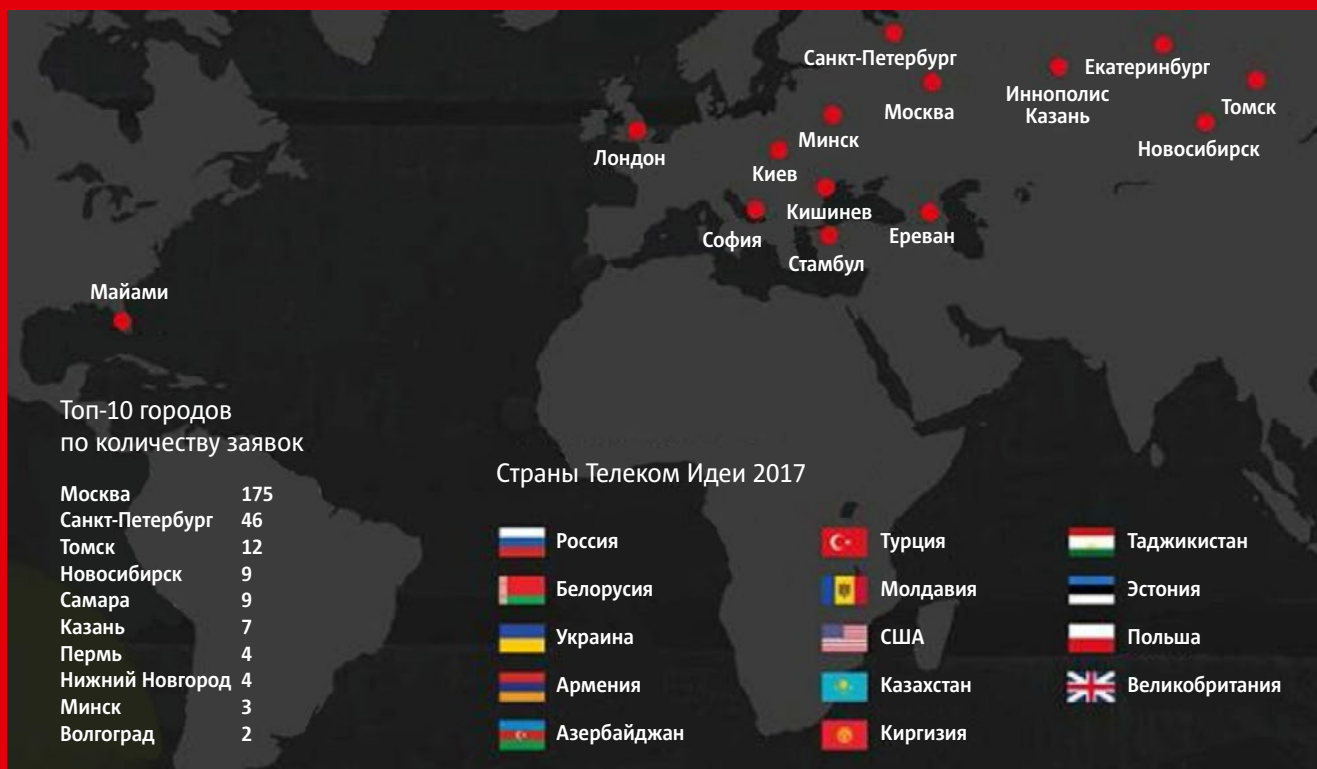 Санкт-Петербург
Екатеринбург
Москва
Иннополис
Казань
Томск
Минск
Новосибирск
Лондон
Киев
Кишинев
София
Ереван
Стамбул
Майами
Топ-10 городов
по количеству заявок
Москва 175
Санкт-Петербург 46
Томск 12
Новосибирск 9
Самара 9
Казань 7
Пермь 4
Нижний Новгород 4
Минск 3
Волгоград 2
Страны Телеком Идеи 2017
Россия
Белорусия
Украина
Армения
Азербайджан
Турция
Молдавия
США
Казахстан
Киргизия
Таджикистан
Эстония
Польша
Великобритания